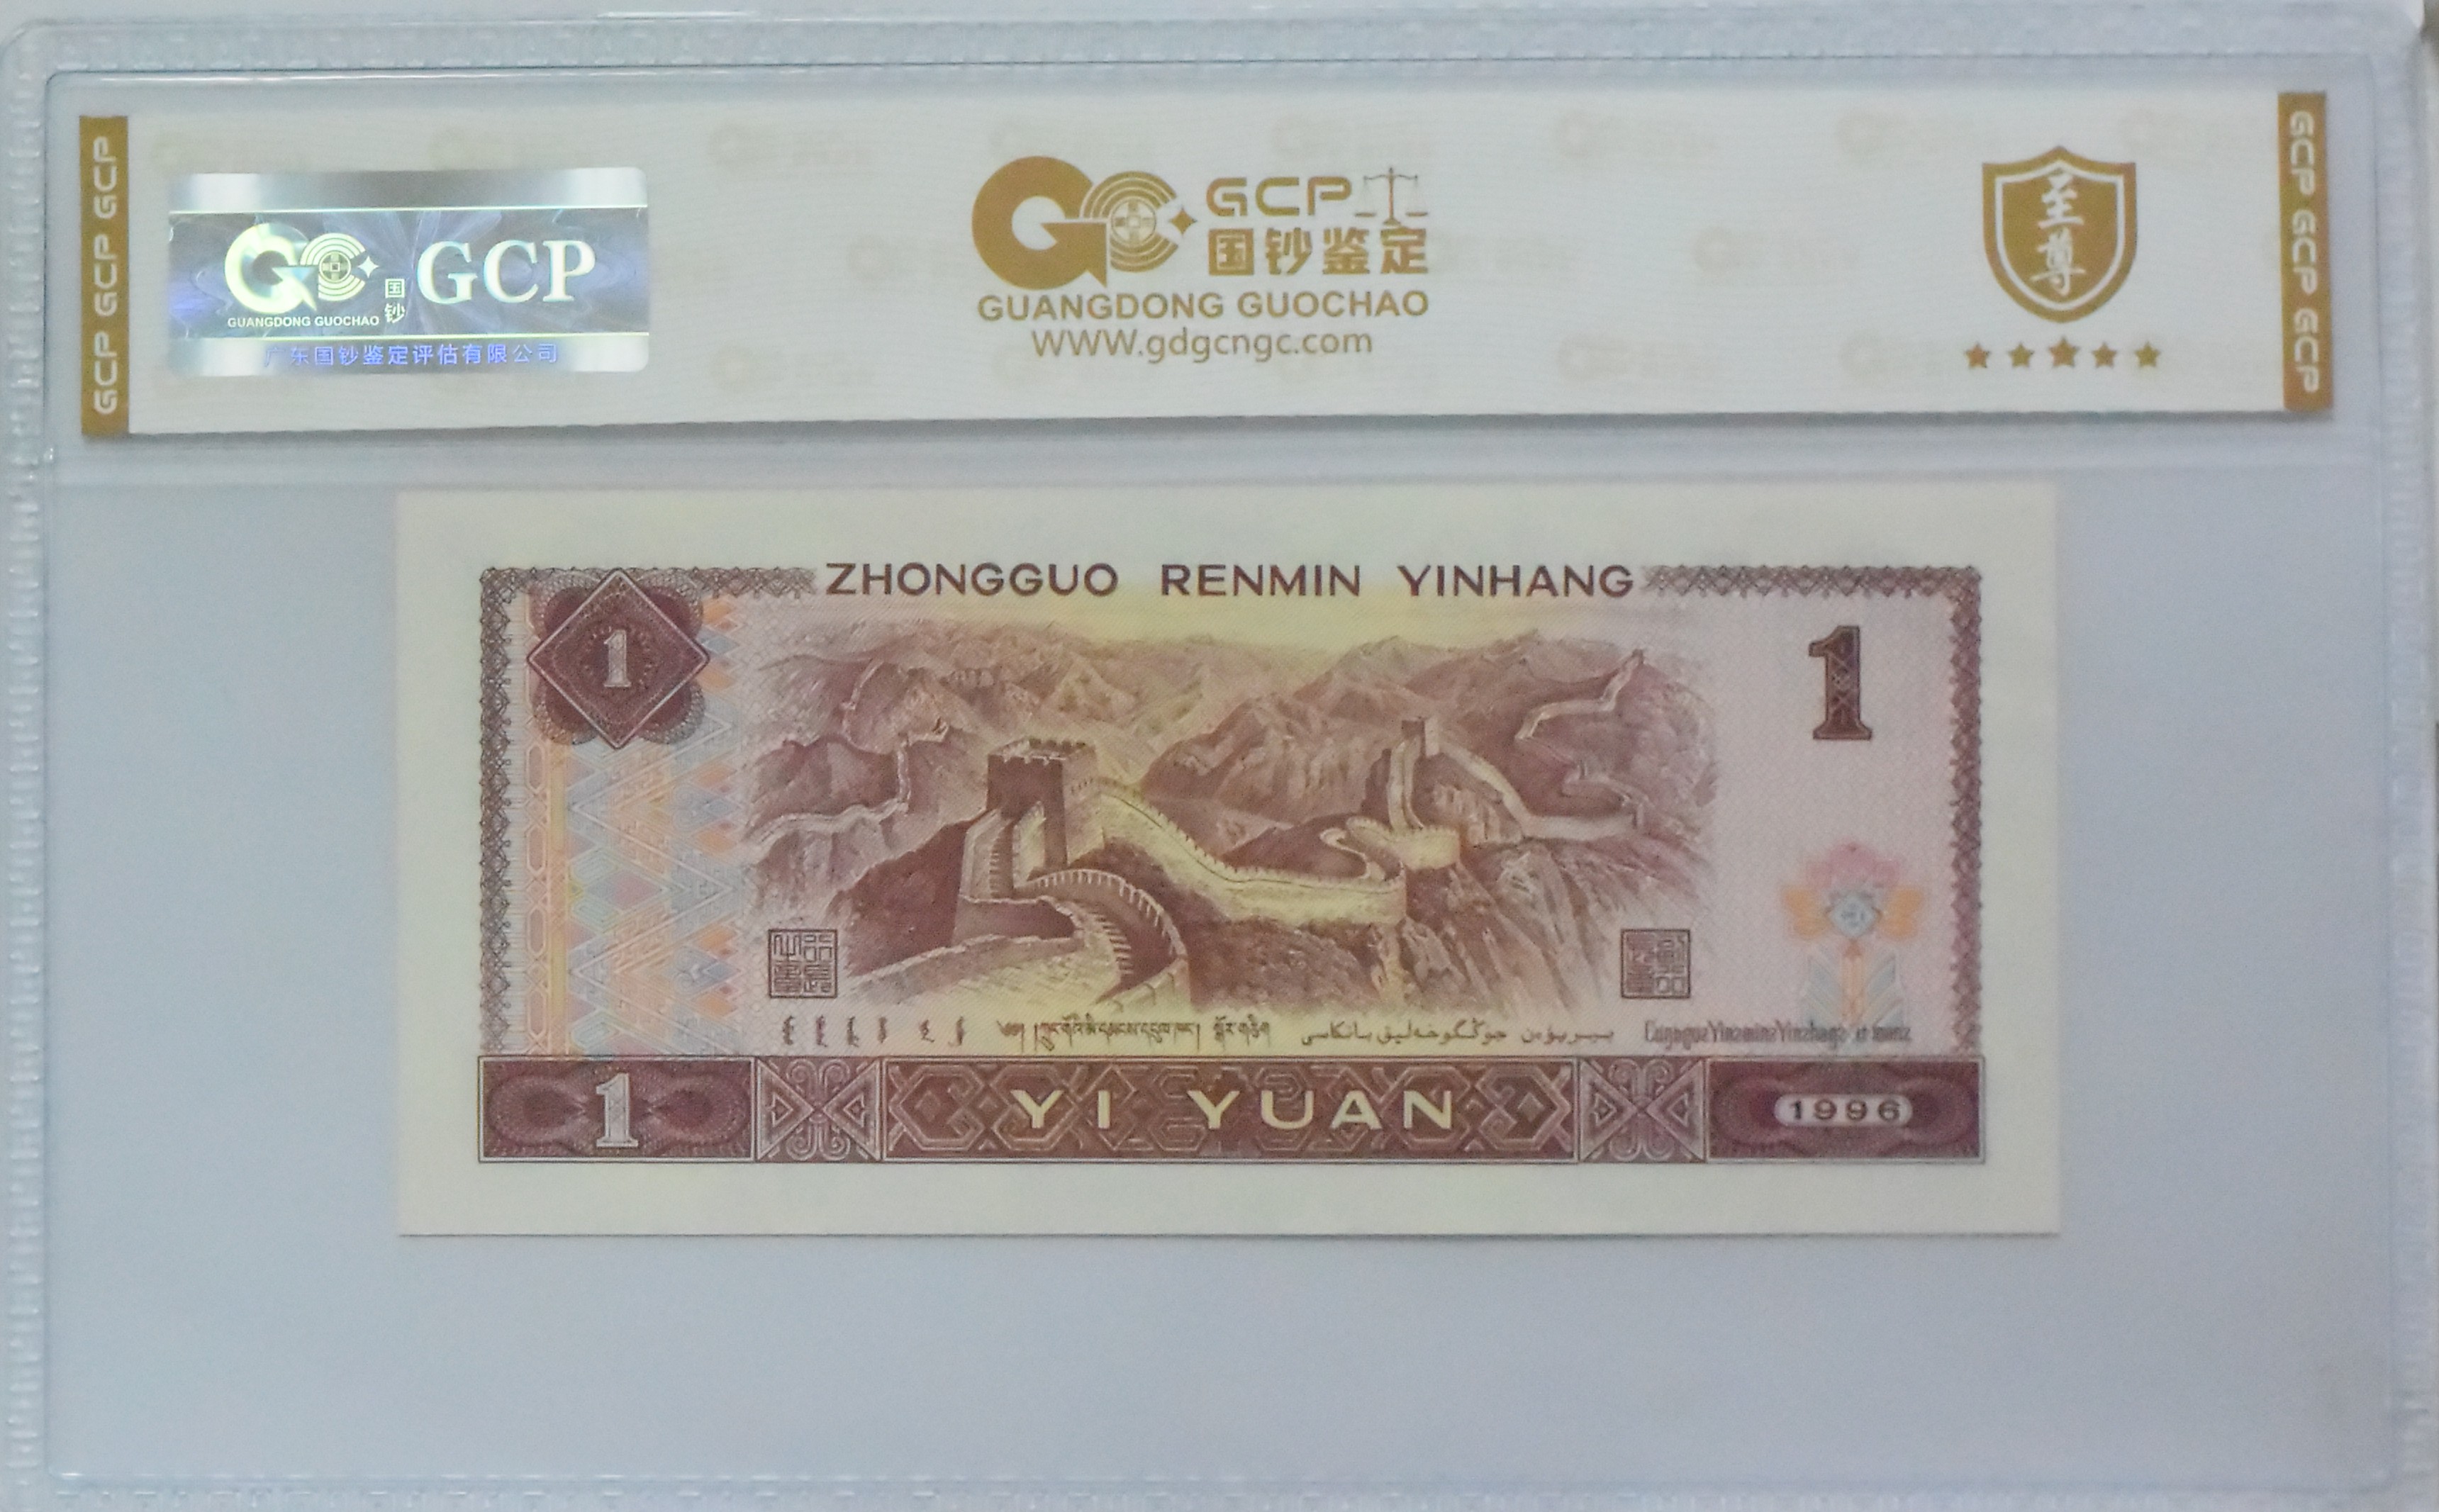 GCP GCP GCP
GCP
国钞
GUANGDONG GUOCHAO
广东国钞鉴定评估有限公司
GCP
国钞鉴定
GUANGDONG GUOCHAO
WWW.gdgcngc.com
至尊
GCP GCP GCP
ZHONGGUO RENMIN YINHANG
1
1
1
YI YUAN
1996